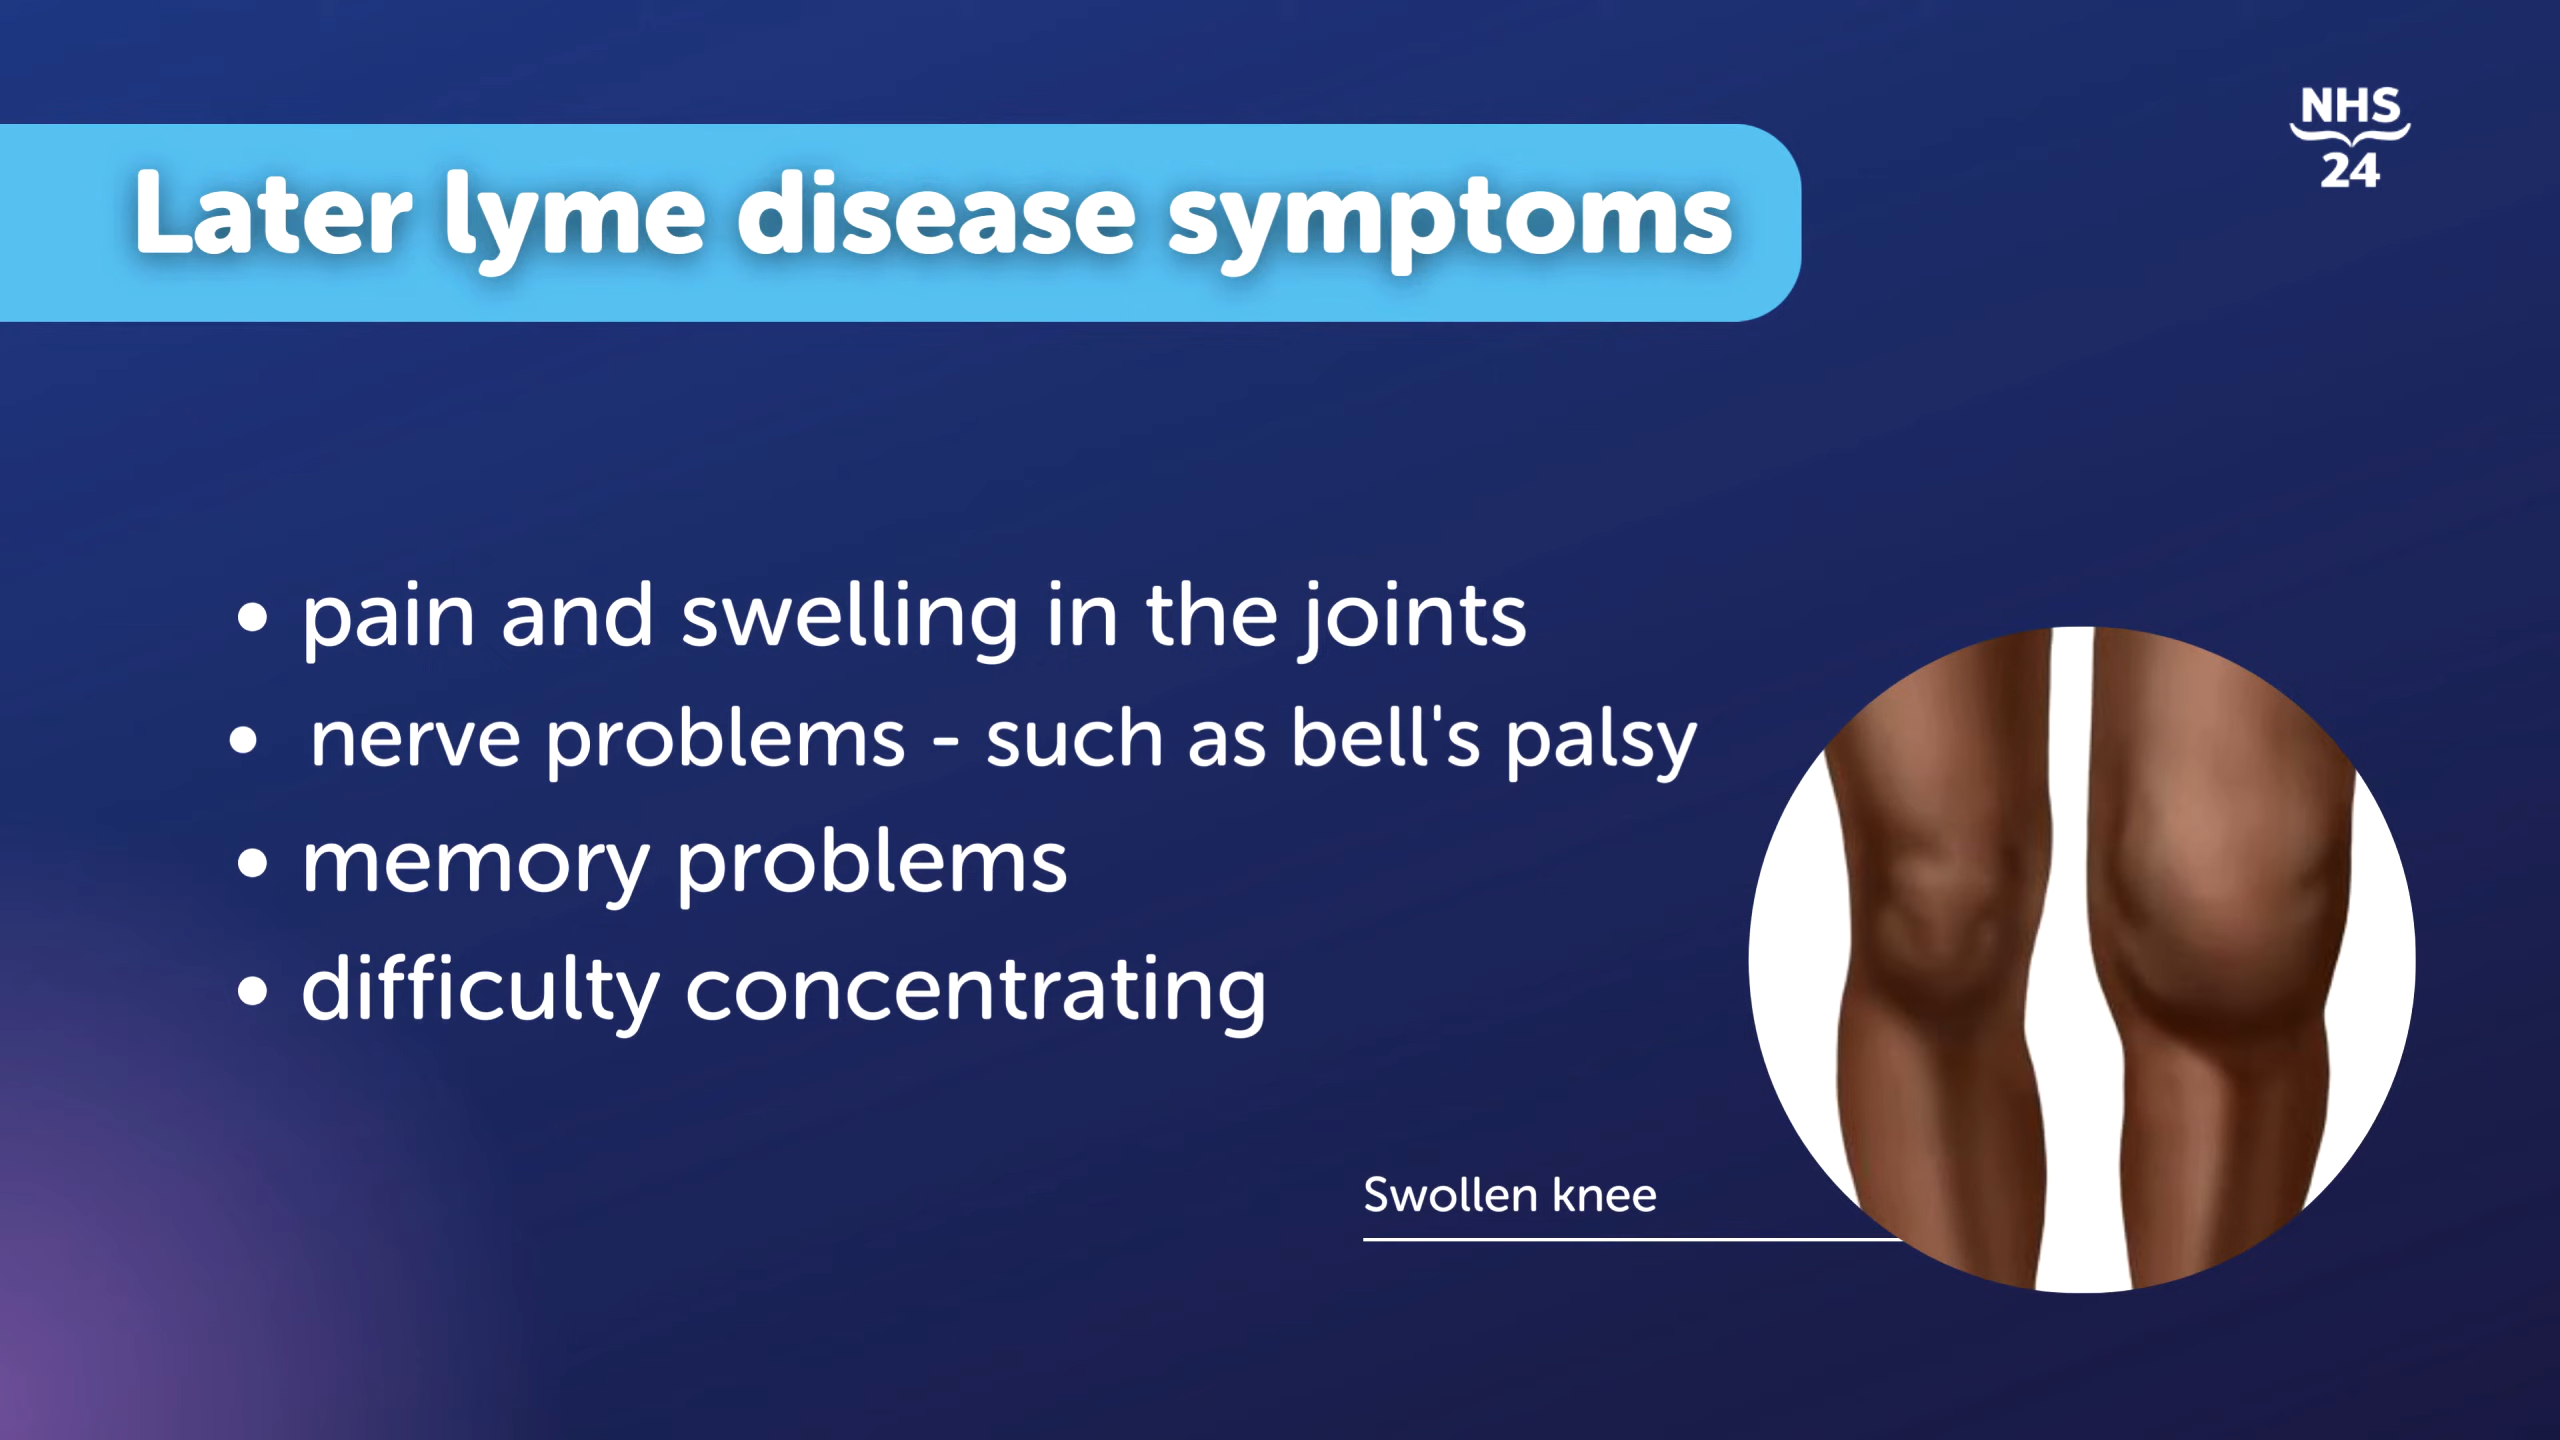 NHS
24
Later lyme disease symptoms
• pain and swelling in the joints
• nerve problems - such as bell's palsy
• memory problems
• difficulty concentrating
Swollen knee